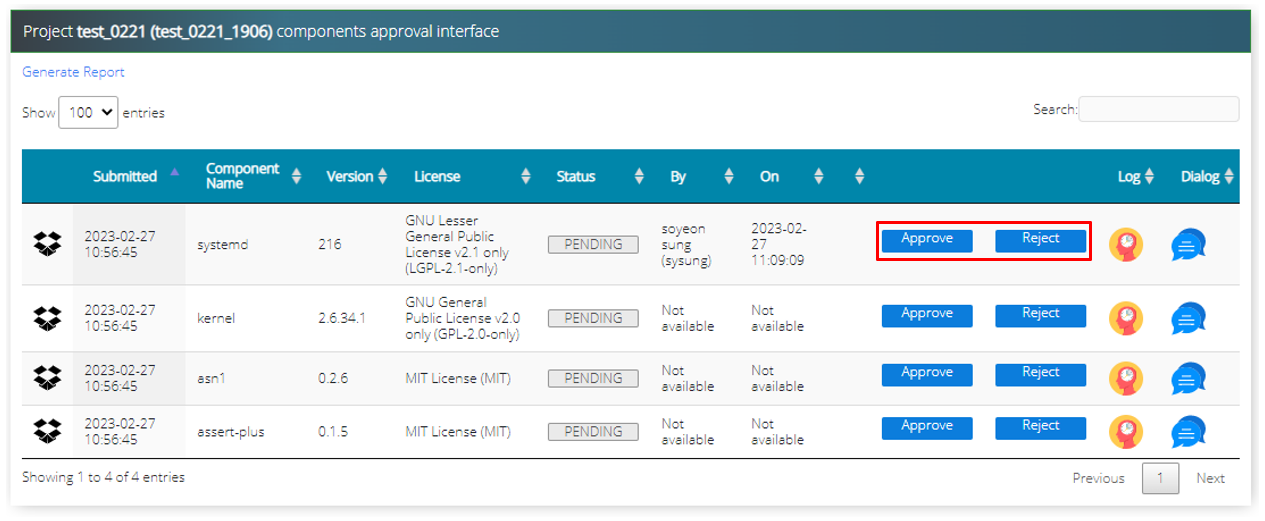 Project test_0221 (test_0221_1906) components approval interface
Generate Report
Show 100 entries
Search:
Submitted Component Name Version License Status By On Log Dialog
2023-02-27 10:56:45 systemd 216 GNU Lesser General Public License v2.1 only (LGPL-2.1-only) PENDING soyeon sung (sysung) 2023-02-27 11:09:09 Approve Reject
2023-02-27 10:56:45 kernel 2.6.34.1 GNU General Public License v2.0 only (GPL-2.0-only) PENDING Not available Not available Approve Reject
2023-02-27 10:56:45 asn1 0.2.6 MIT License (MIT) PENDING Not available Not available Approve Reject
2023-02-27 10:56:45 assert-plus 0.1.5 MIT License (MIT) PENDING Not available Not available Approve Reject
Showing 1 to 4 of 4 entries
Previous 1 Next